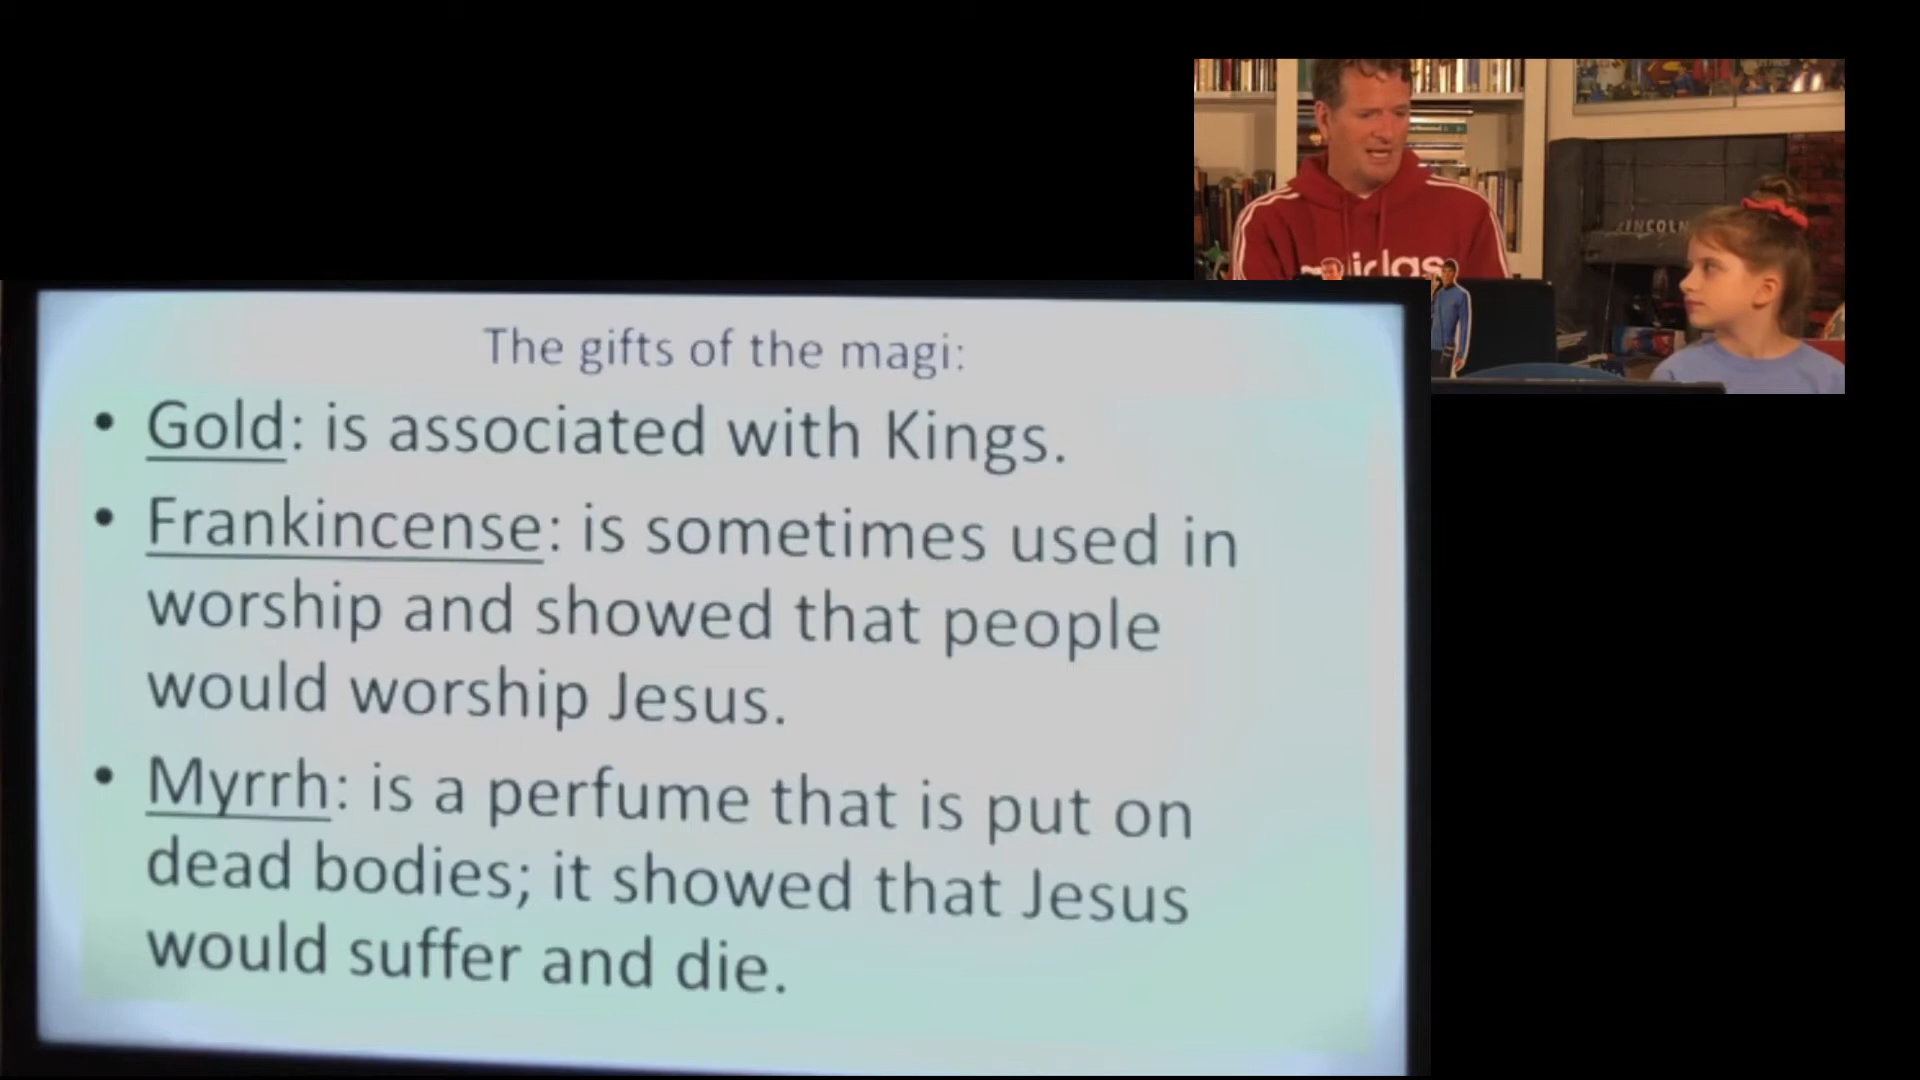 LINCOLN
adidas
The gifts of the magi:
• Gold: is associated with Kings.
• Frankincense: is sometimes used in
worship and showed that people
would worship Jesus.
• Myrrh: is a perfume that is put on
dead bodies; it showed that Jesus
would suffer and die.